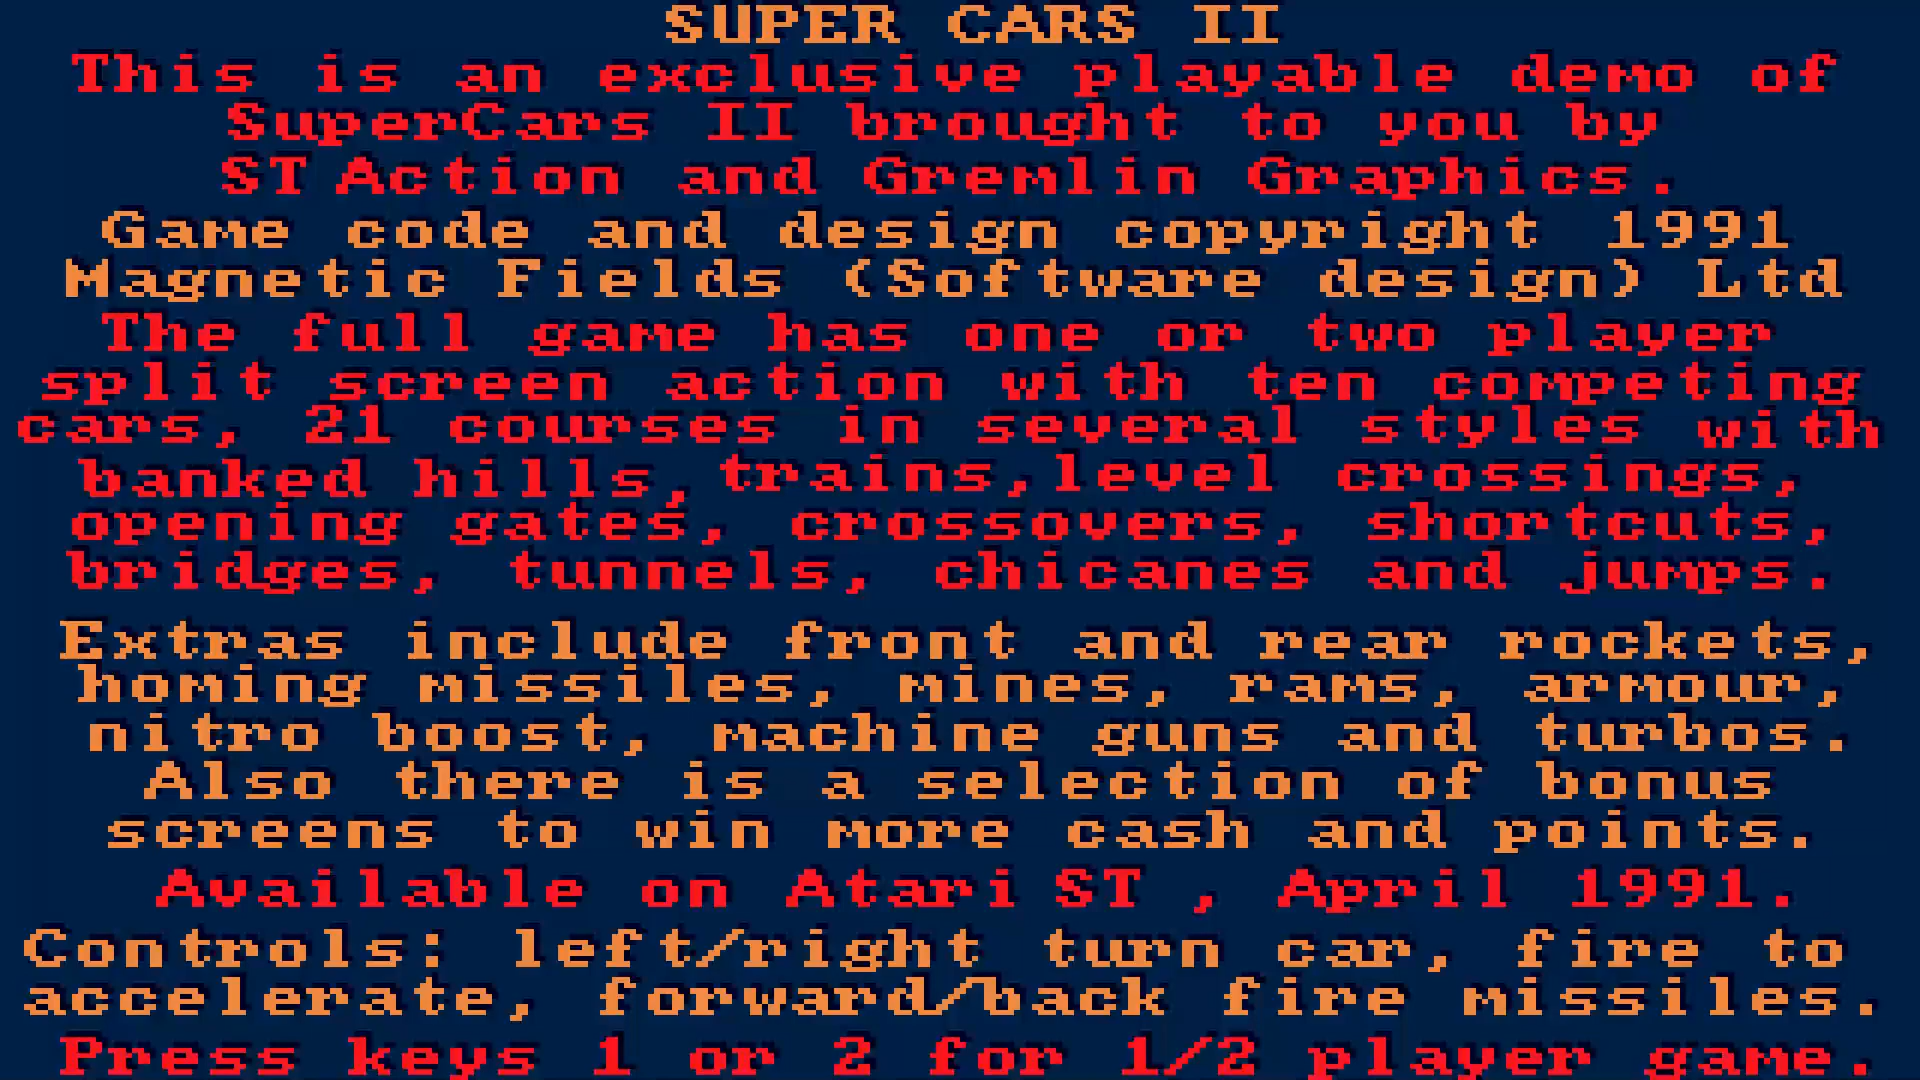 SUPER CARS II
This is an exclusive playable demo of
SuperCars II brought to you by
ST Action and Gremlin Graphics.
Game code and design copyright 1991
Magnetic Fields (Software design) Ltd
The full game has one or two player
split screen action with ten competing
cars, 21 courses in several styles with
banked hills, trains, level crossings,
opening gates, crossovers, shortcuts,
bridges, tunnels, chicanes and jumps.
Extras include front and rear rockets,
homing missiles, mines, rams, armour,
nitro boost, machine guns and turbos.
Also there is a selection of bonus
screens to win more cash and points.
Available on Atari ST , April 1991.
Controls: left/right turn car, fire to
accelerate, forward/back fire missiles.
Press keys 1 or 2 for 1/2 player game.